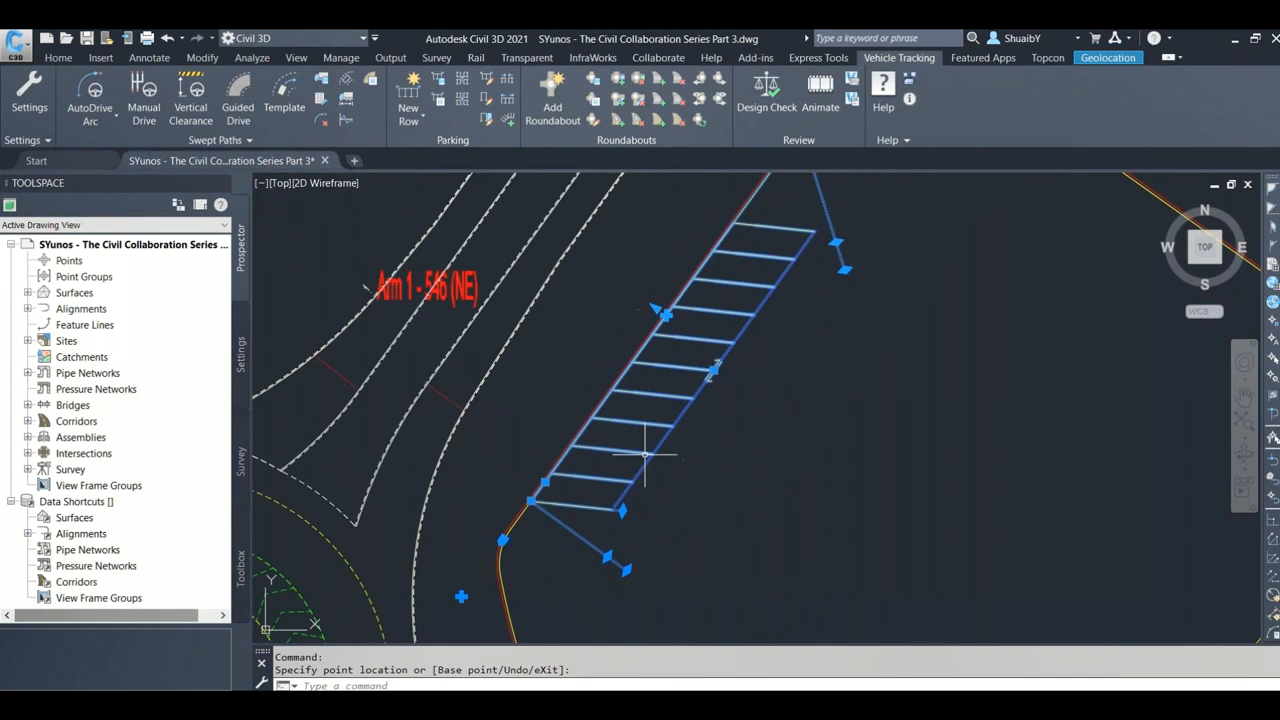 Civil 3D
Autodesk Civil 3D 2021 SYunos - The Civil Collaboration Series Part 3.dwg
Type a keyword or phrase
ShuaibY
C3D
Home Insert Annotate Modify Analyze View Manage Output Survey Rail Transparent InfraWorks Collaborate Help Add-ins Express Tools Vehicle Tracking Featured Apps Topcon Geolocation
Settings
AutoDrive Arc
Manual Drive
Vertical Clearance
Guided Drive
Template
New Row
Add Roundabout
Design Check
Animate
Help
Settings Swept Paths Parking Roundabouts Review Help
Start
SYunos - The Civil Co...ration Series Part 3*
TOOLSPACE
Active Drawing View
SYunos - The Civil Collaboration Series ...
Points
Point Groups
Surfaces
Alignments
Feature Lines
Sites
Catchments
Pipe Networks
Pressure Networks
Bridges
Corridors
Assemblies
Intersections
Survey
View Frame Groups
Data Shortcuts []
Surfaces
Alignments
Pipe Networks
Pressure Networks
Corridors
View Frame Groups
Prospector
Settings
Survey
Toolbox
[−][Top][2D Wireframe]
Arm 1 - 546 (NE)
N
W TOP E
S
WCS
Y
X
Command:
Specify point location or [Base point/Undo/eXit]:
Type a command